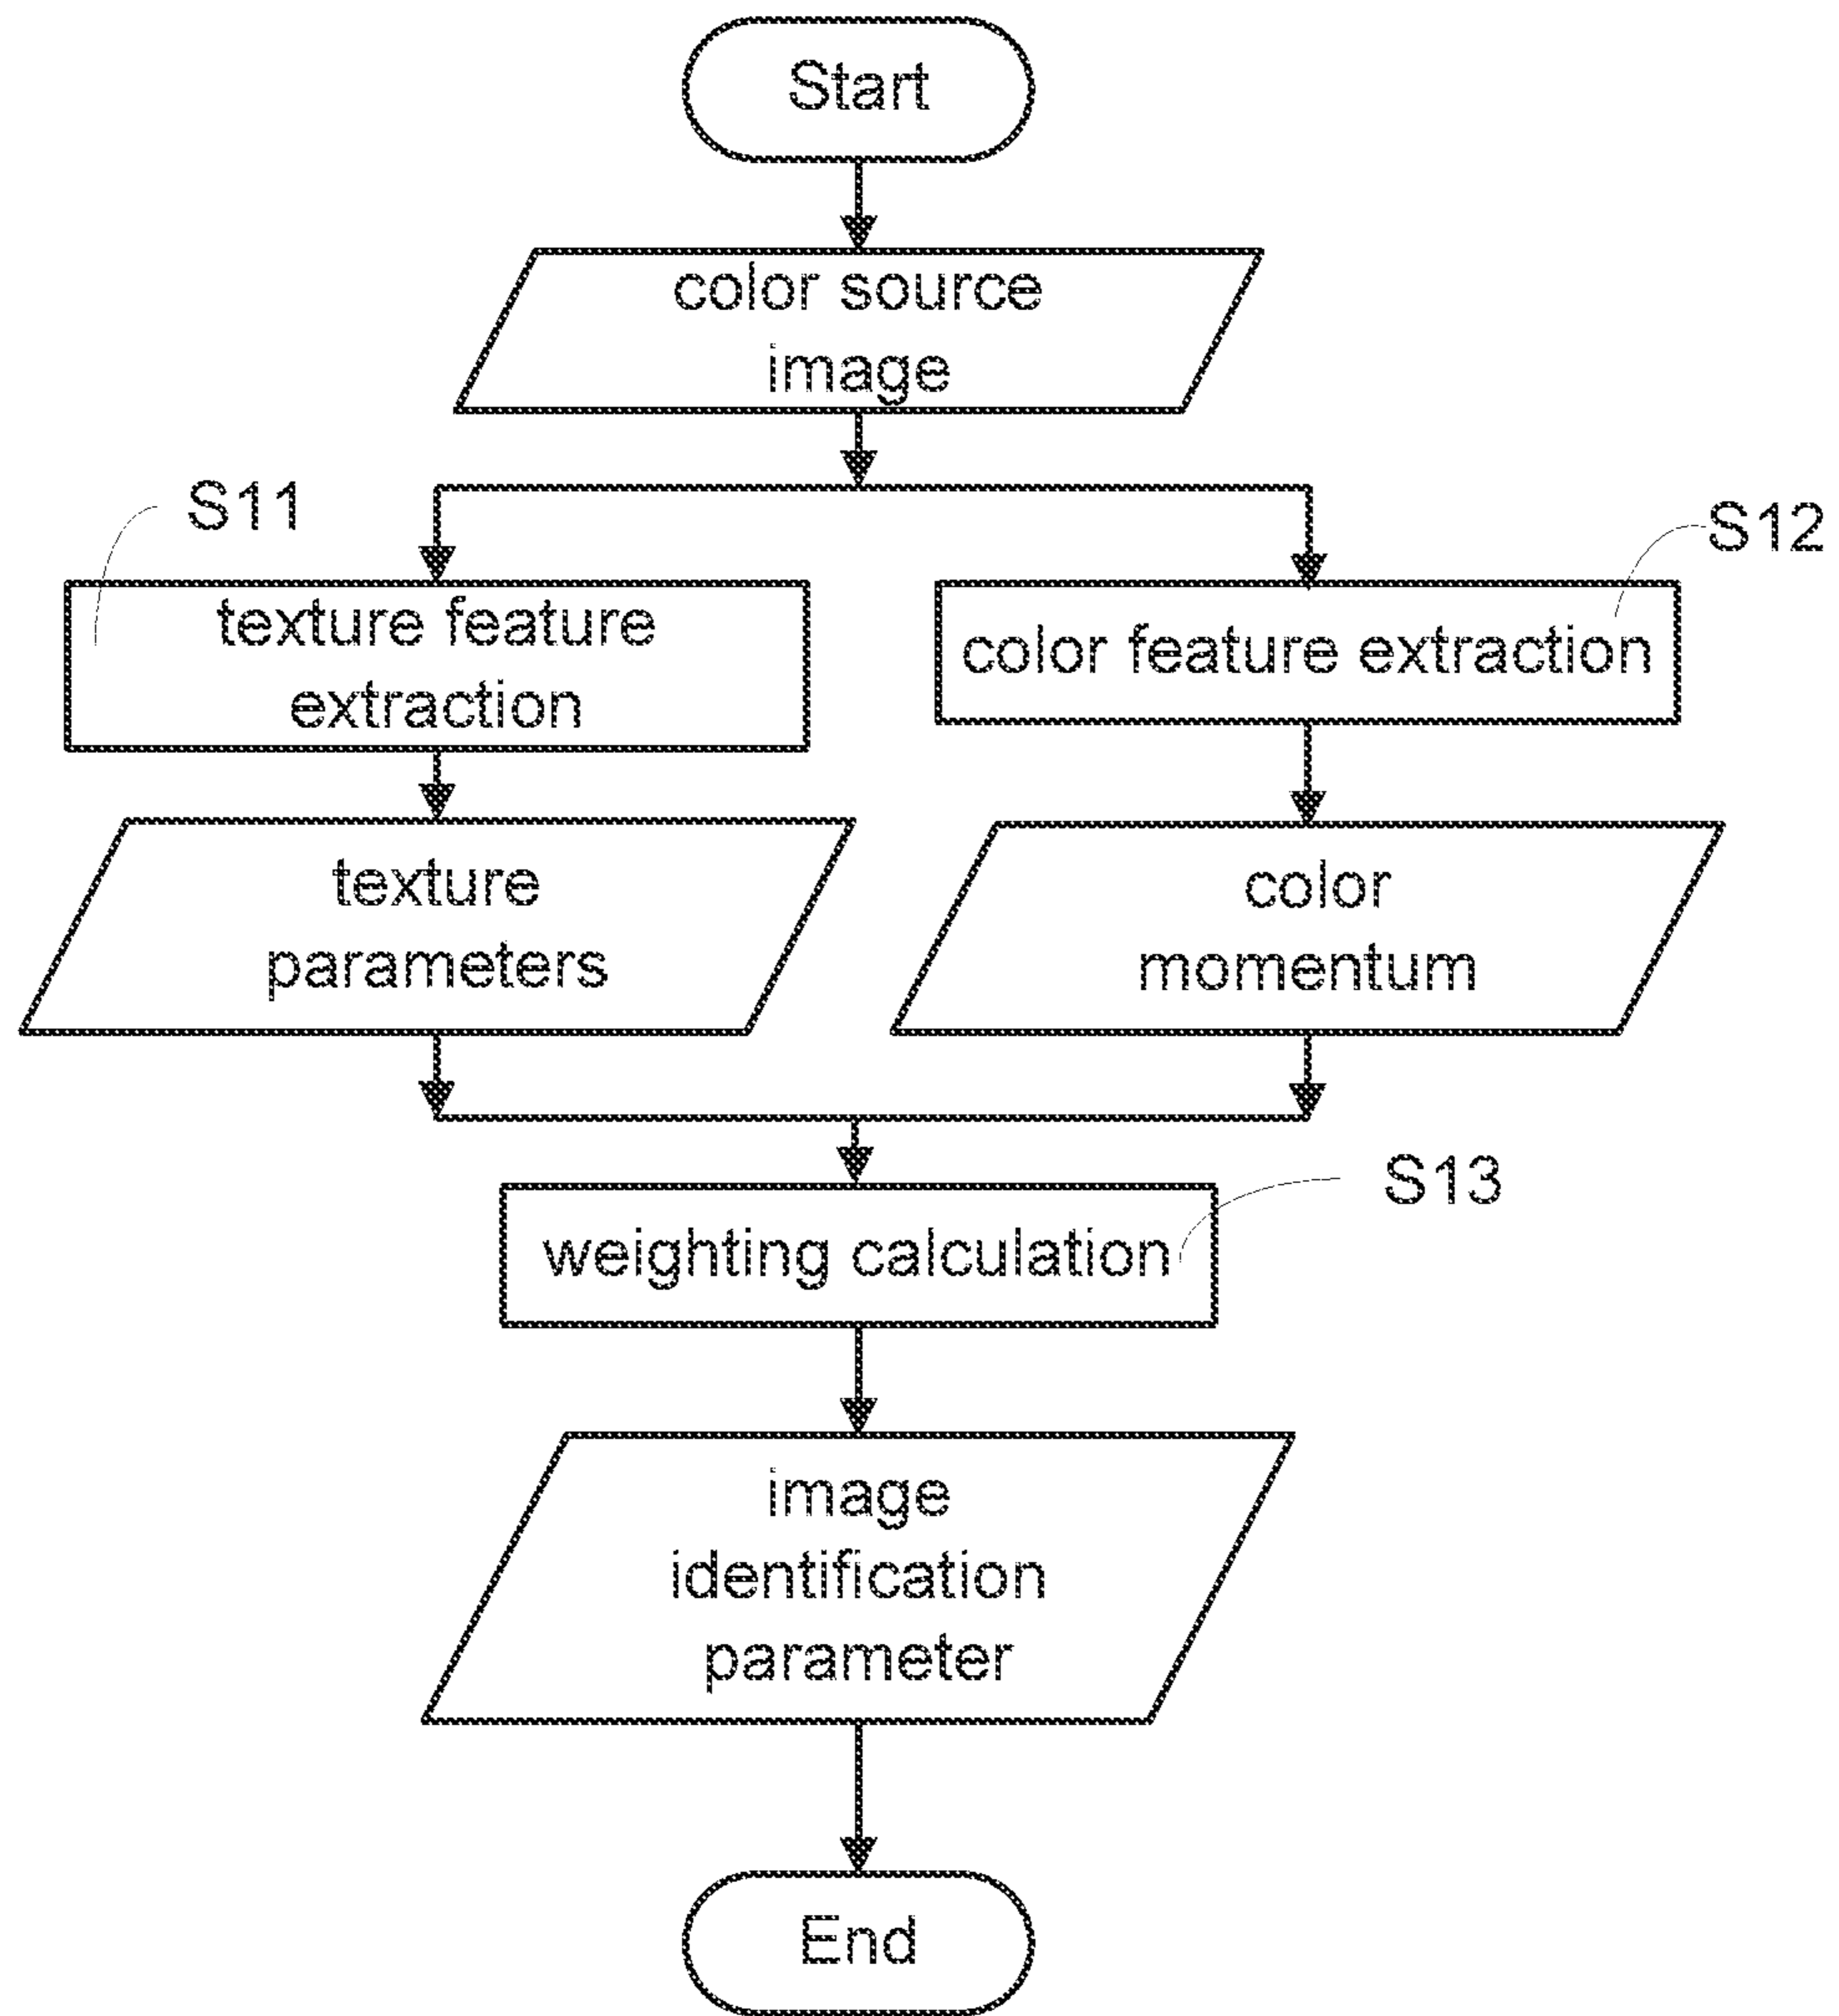 Start
color source
image
S11
S12
texture feature
extraction
color feature extraction
texture
parameters
color
momentum
S13
weighting calculation
image
identification
parameter
End